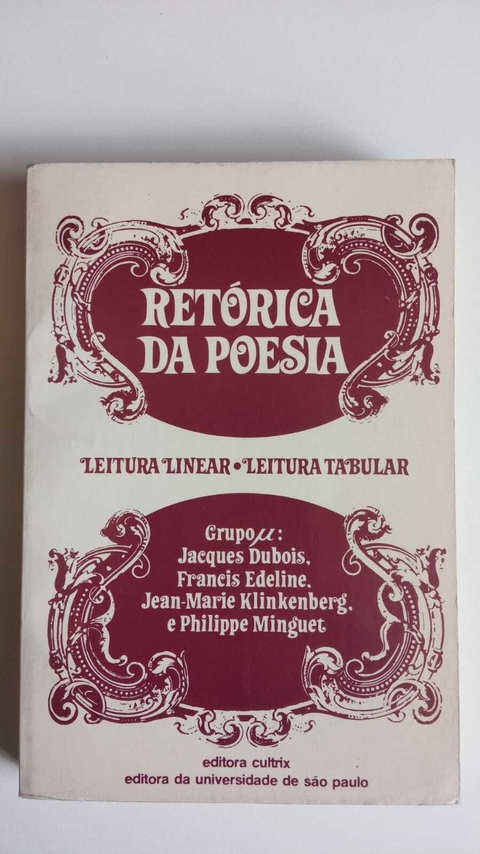 RETÓRICA
DA POESIA
LEITURA LINEAR • LEITURA TABULAR
Grupo μ:
Jacques Dubois,
Francis Edeline,
Jean-Marie Klinkenberg,
e Philippe Minguet
editora cultrix
editora da universidade de são paulo